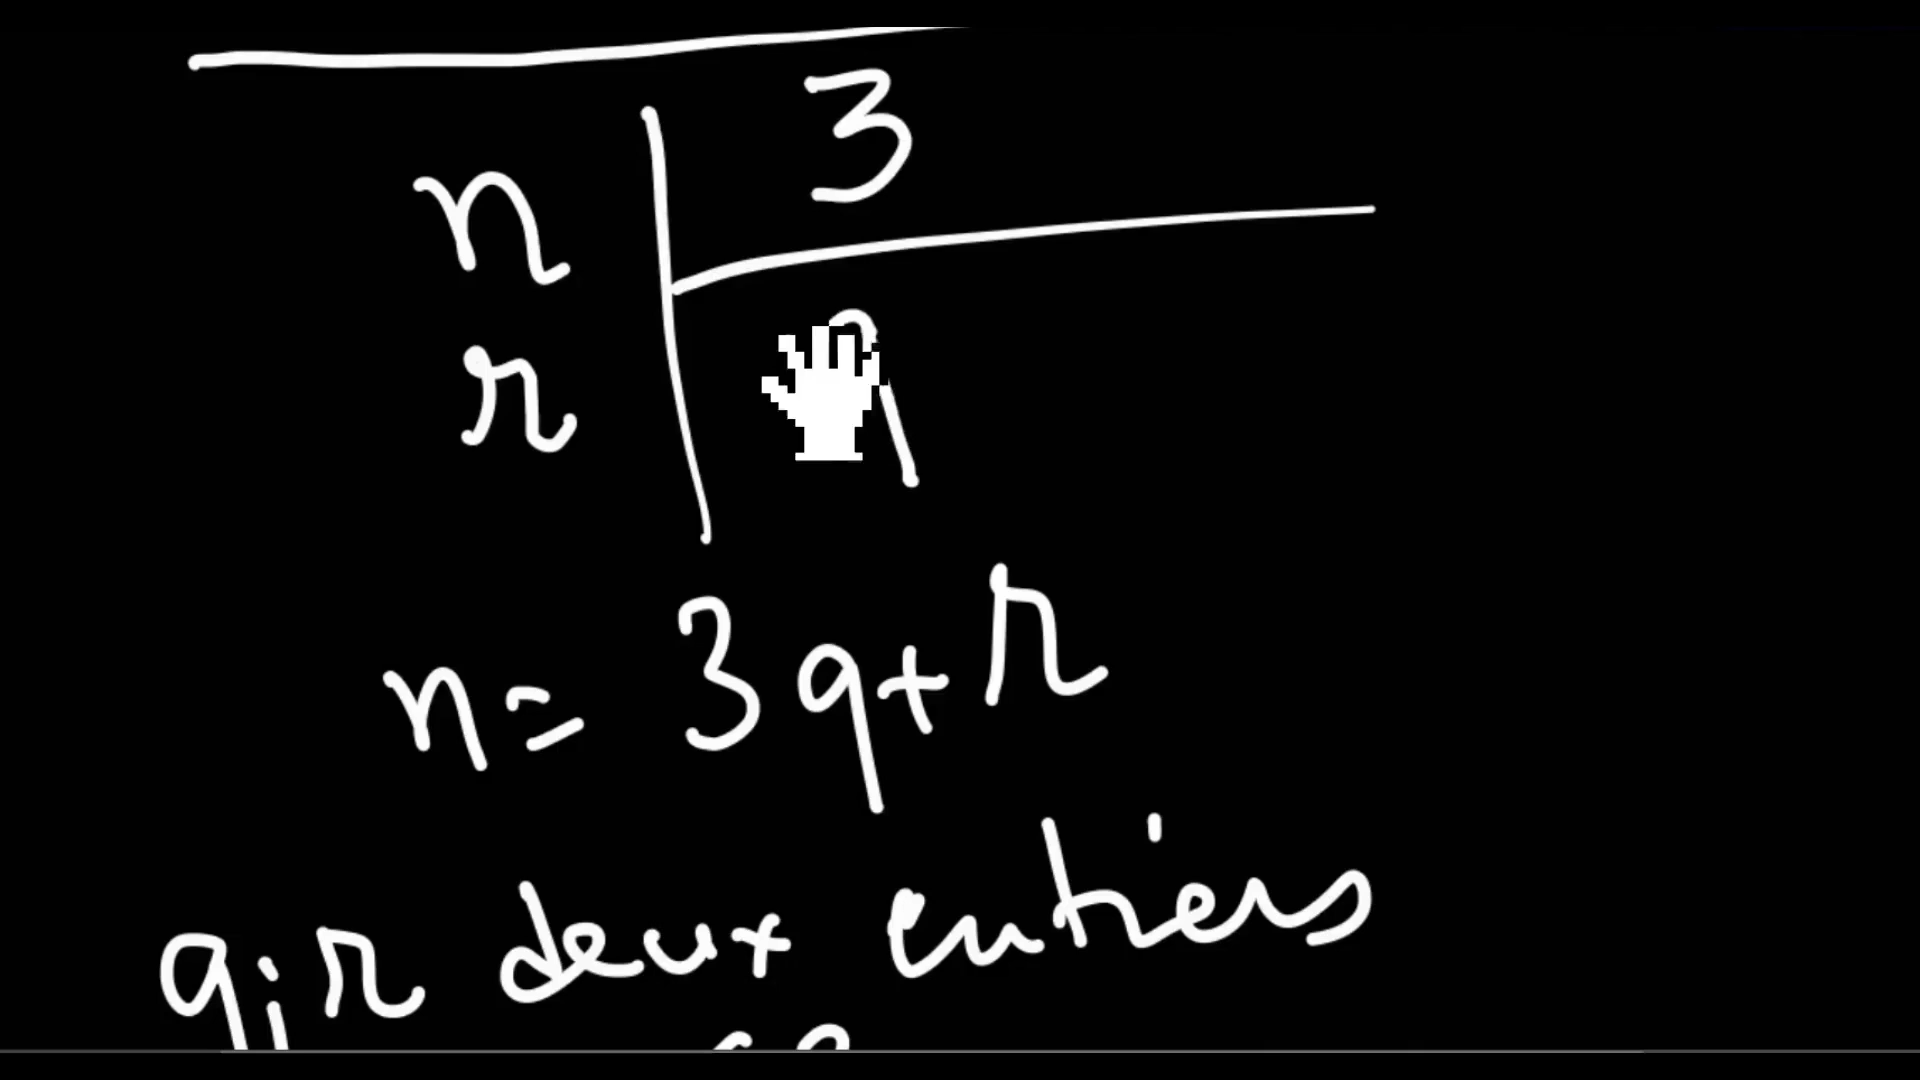 n | 3
r | q
n = 3q + r
q; r deux entiers